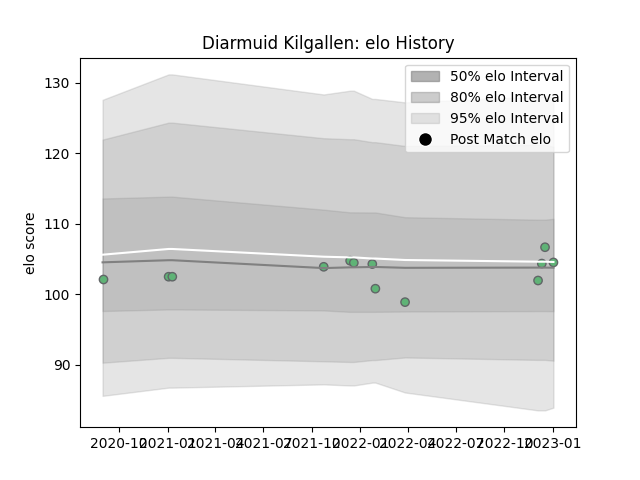 Diarmuid Kilgallen: elo History
50% elo Interval
80% elo Interval
95% elo Interval
Post Match elo
elo score
130
120
110
100
90
2020-10 2021-01 2021-04 2021-07 2021-10 2022-01 2022-04 2022-07 2022-10 2023-01